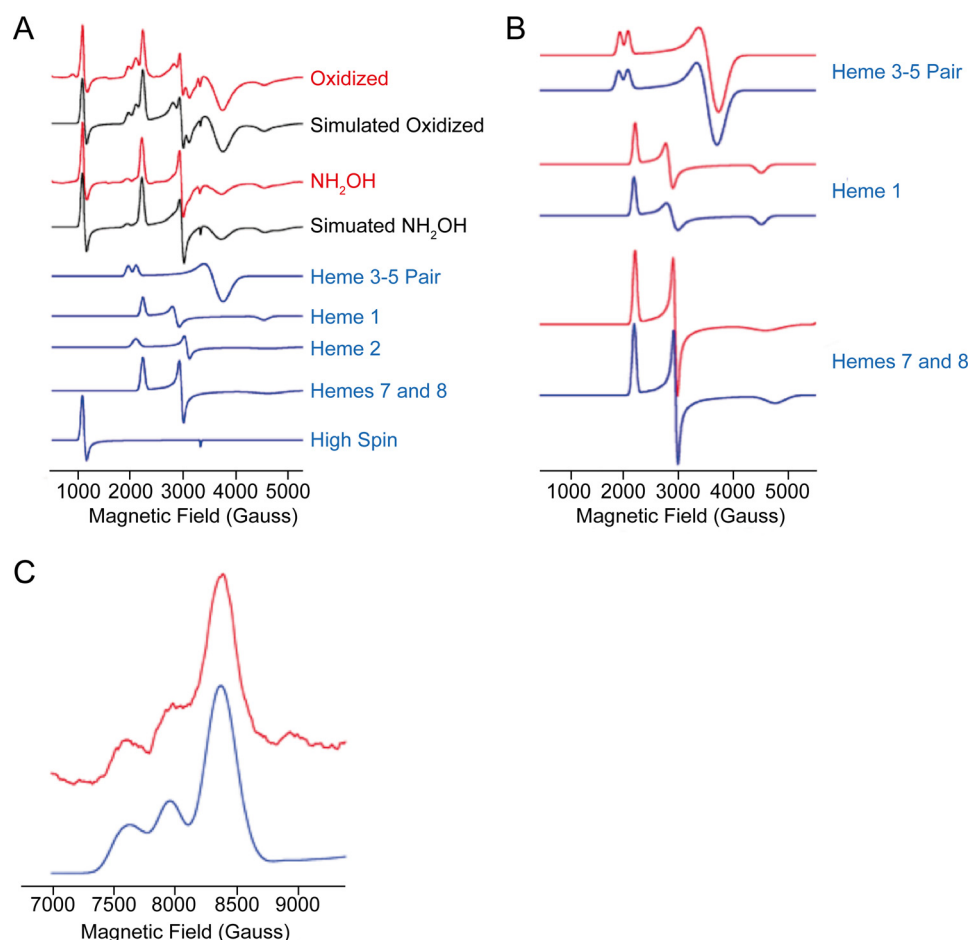 A
Oxidized
Simulated Oxidized
NH₂OH
Simuated NH₂OH
Heme 3-5 Pair
Heme 1
Heme 2
Hemes 7 and 8
High Spin
1000 2000 3000 4000 5000
Magnetic Field (Gauss)
B
Heme 3-5 Pair
Heme 1
Hemes 7 and 8
1000 2000 3000 4000 5000
Magnetic Field (Gauss)
C
7000 7500 8000 8500 9000
Magnetic Field (Gauss)